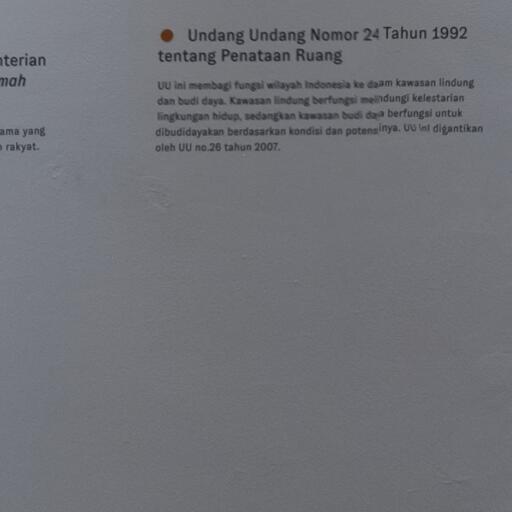 nterian
mah
ama yang
rakyat.
Undang Undang Nomor 24 Tahun 1992
tentang Penataan Ruang
UU ini membagi fungsi wilayah Indonesia ke daam kawasan lindung
dan budi daya. Kawasan lindung berfungsi melindungi kelestarian
lingkungan hidup, sedangkan kawasan budi daya berfungsi untuk
dibudidayakan berdasarkan kondisi dan potensinya. UU ini digantikan
oleh UU no.26 tahun 2007.